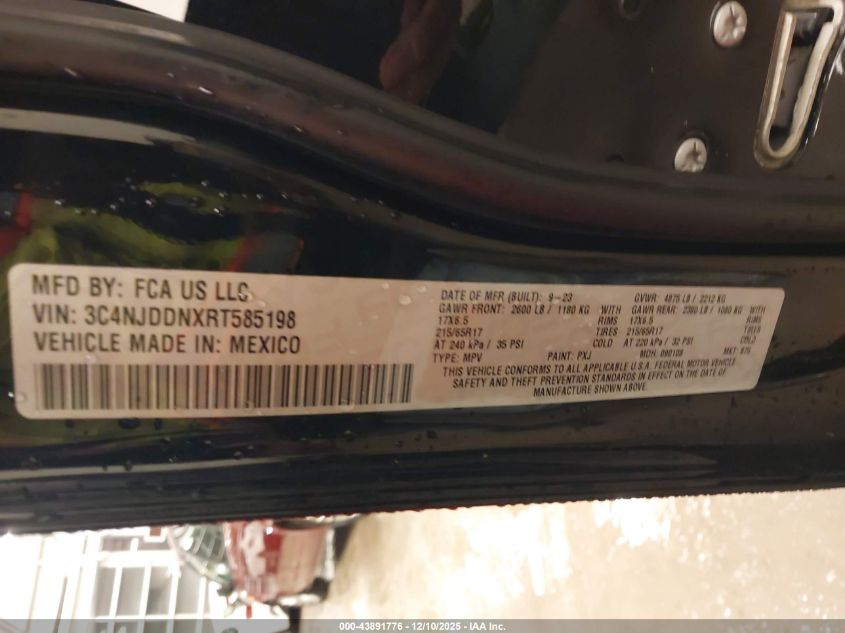 MFD BY: FCA US LLC
VIN: 3C4NJDDNXRT585198
VEHICLE MADE IN: MEXICO
DATE OF MFR (BUILT): 9-23 GVWR: 4875 LB / 2212 KG
GAWR FRONT: 2600 LB / 1180 KG WITH GAWR REAR: 2380 LB / 1080 KG WITH
17X6.5 TIRES 17X6.5 TIRES
215/65R17 COLD 215/65R17 COLD
AT 240 kPa / 35 PSI AT 220 kPa / 32 PSI
TYPE: MPV PAINT: PXJ MDH: 090108 MKT: 875
THIS VEHICLE CONFORMS TO ALL APPLICABLE U.S.A. FEDERAL MOTOR VEHICLE
SAFETY AND THEFT PREVENTION STANDARDS IN EFFECT ON THE DATE OF
MANUFACTURE SHOWN ABOVE.
000-43891776 | 12/10/2025 - IAA Inc.